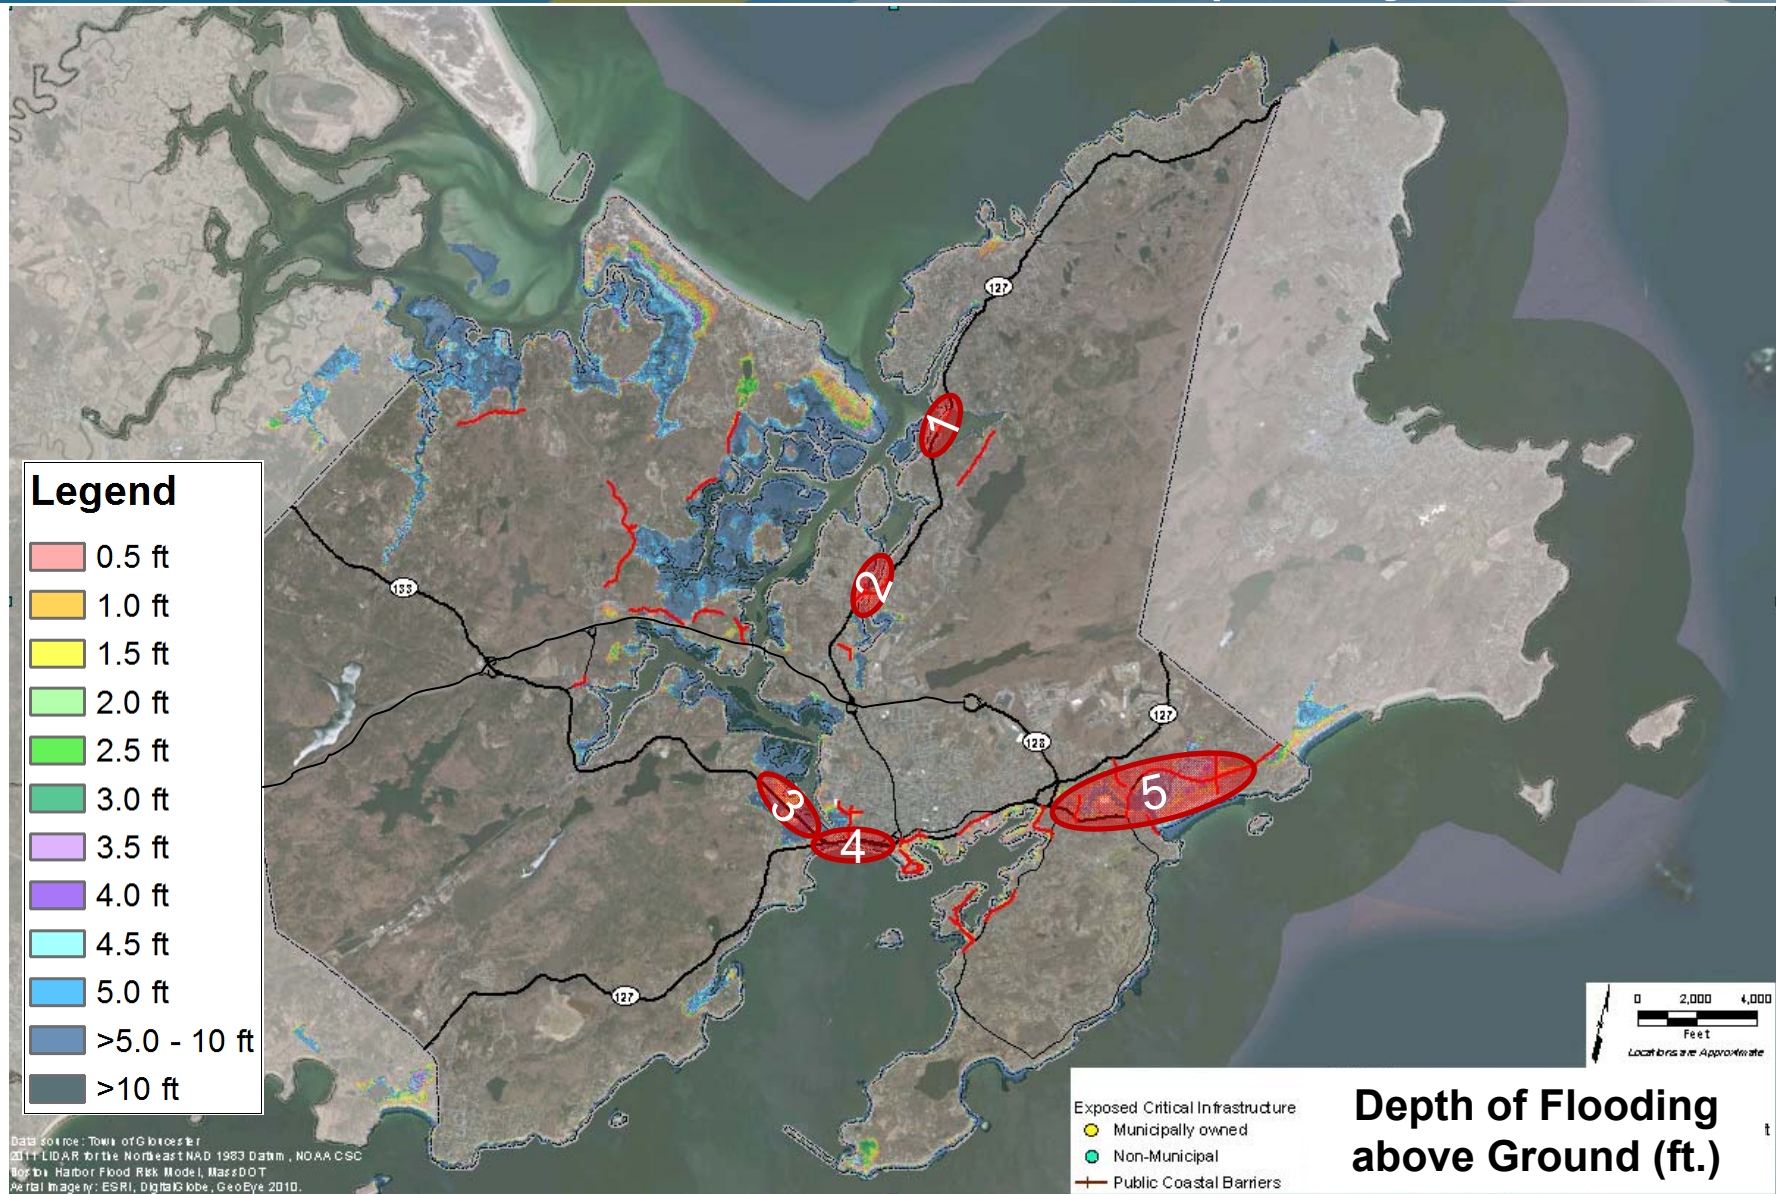 127
1
2
133
127
128
5
3
4
127
Legend
0.5 ft
1.0 ft
1.5 ft
2.0 ft
2.5 ft
3.0 ft
3.5 ft
4.0 ft
4.5 ft
5.0 ft
>5.0 - 10 ft
>10 ft
0 2,000 4,000
Feet
Locations are Approximate
Exposed Critical Infrastructure
Municipally owned
Non-Municipal
Public Coastal Barriers
Depth of Flooding
above Ground (ft.)
Data source: Town of Gloucester
2011 LIDAR for the Northeast NAD 1983 Datum, NOAA CSC
Boston Harbor Flood Risk Model, MassDOT
Aerial Imagery: ESRI, DigitalGlobe, GeoEye 2010.